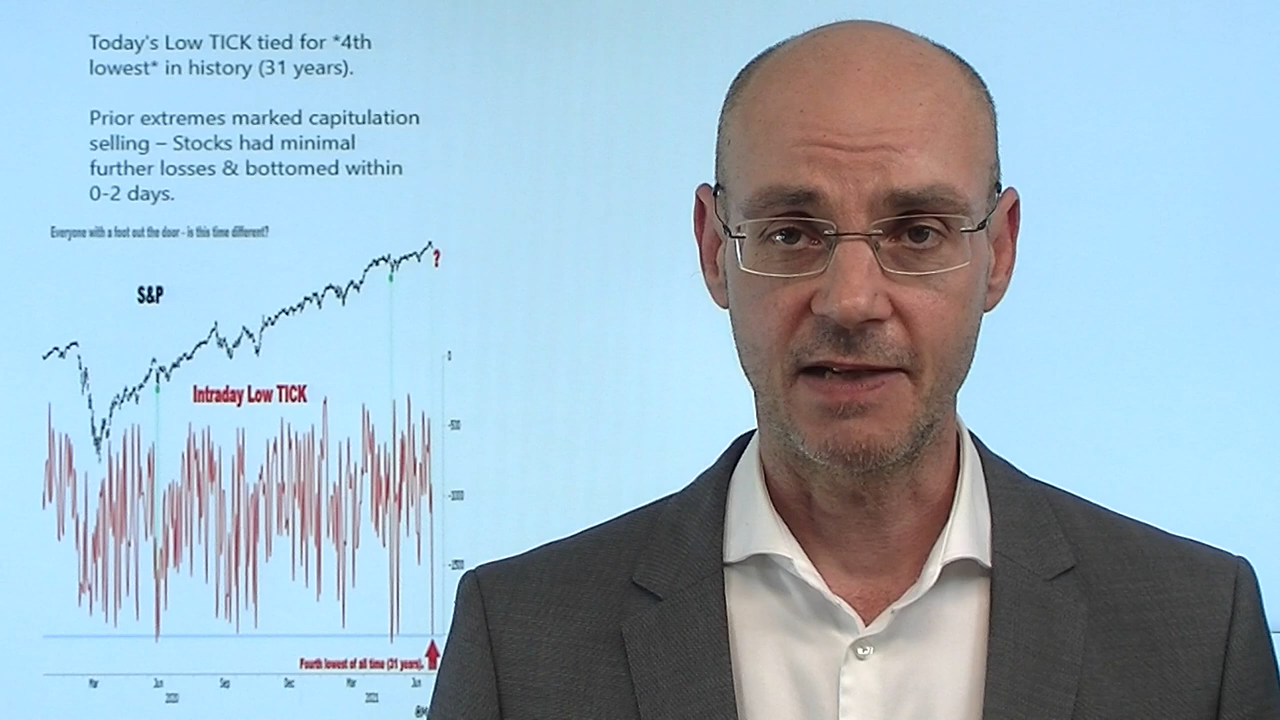 Today's Low TICK tied for *4th
lowest* in history (31 years).
Prior extremes marked capitulation
selling – Stocks had minimal
further losses & bottomed within
0-2 days.
Everyone with a foot out the door - is this time different?
?
S&P
0
Intraday Low TICK
-500
-1000
-1500
Fourth lowest of all time (31 years).
Mar Jun Sep Dec Mar Jun
2020 2021